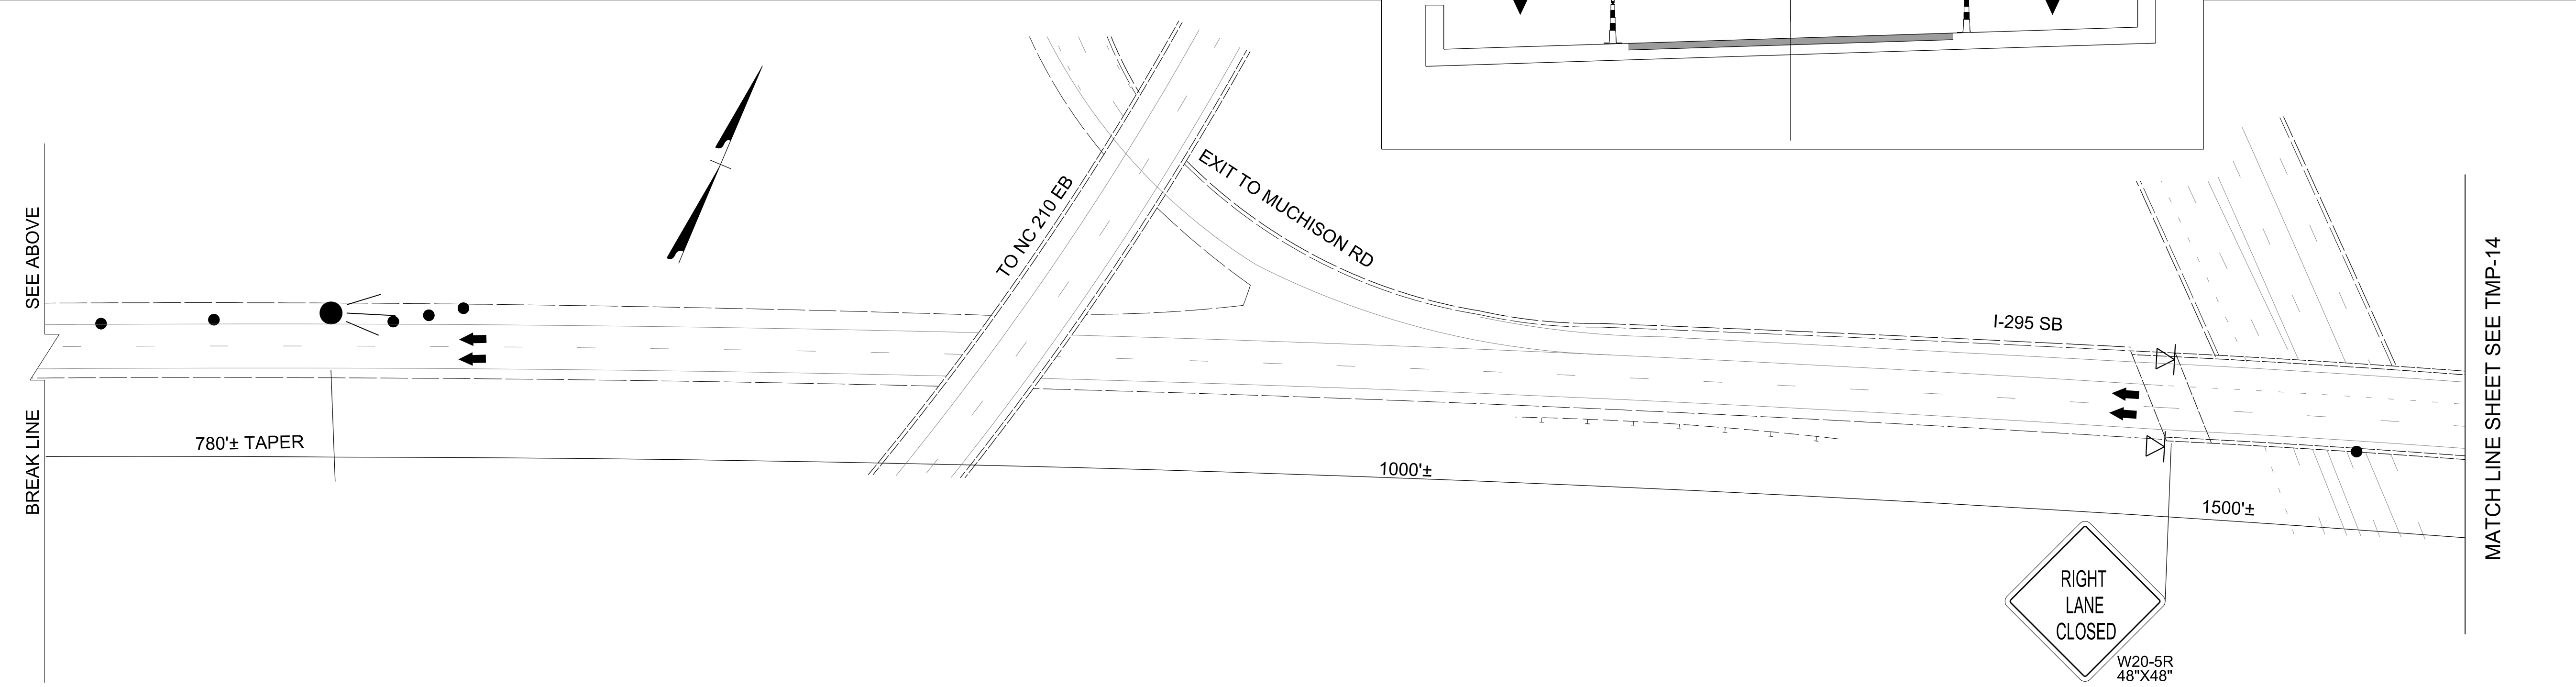 SEE ABOVE
BREAK LINE
780'± TAPER
TO NC 210 EB
EXIT TO MUCHISON RD
1000'±
I-295 SB
1500'±
RIGHT
LANE
CLOSED
W20-5R
48"X48"
MATCH LINE SHEET SEE TMP-14